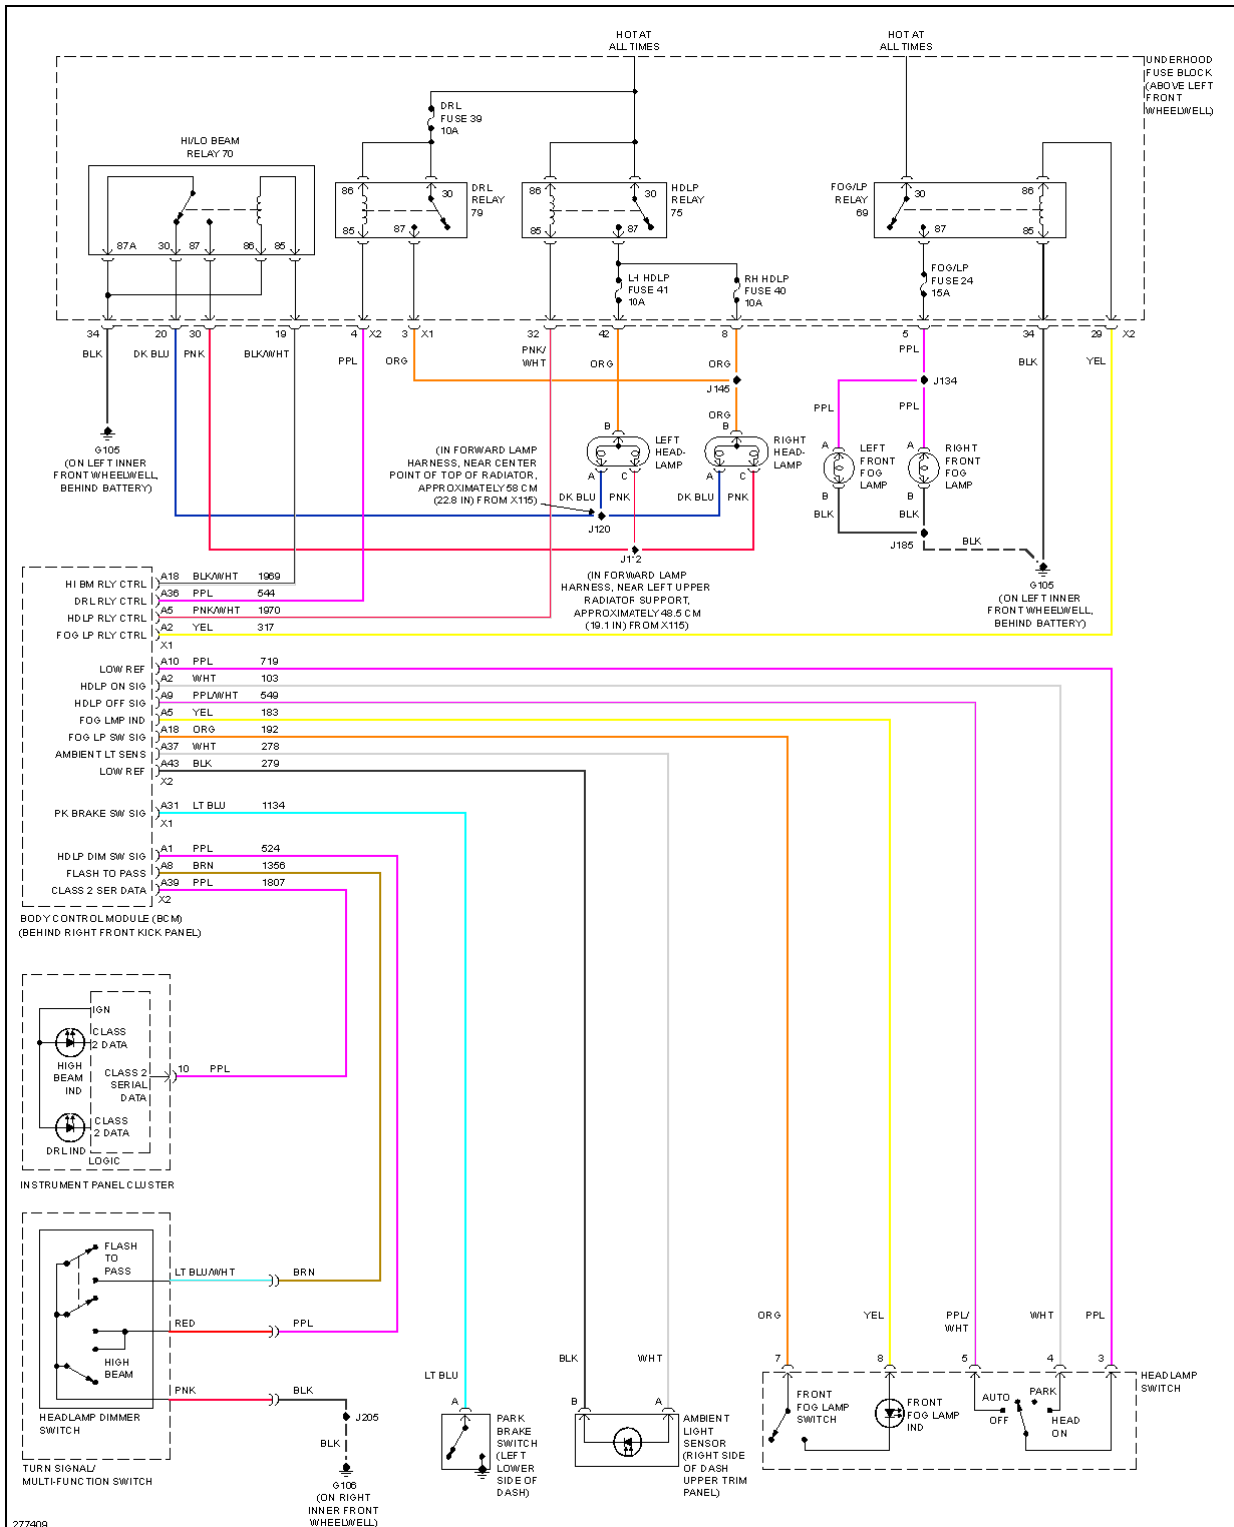 HOT AT
ALL TIMES
HOT AT
ALL TIMES
UNDERHOOD
FUSE BLOCK
(ABOVE LEFT
FRONT
WHEELWELL)
DRL
FUSE 39
10A
HI/LO BEAM
RELAY 70
86
30
DRL
RELAY
79
85
87
86
30
HDLP
RELAY
75
85
87
FOG/LP
RELAY
69
30
86
87
85
87A
30
87
86
85
LH HDLP
FUSE 41
10A
RH HDLP
FUSE 40
10A
FOG/LP
FUSE 24
15A
34
20
30
19
4
X2
3
X1
32
42
8
5
34
29
X2
BLK
DK BLU
PNK
BLK/WHT
PPL
ORG
PNK/
WHT
ORG
ORG
PPL
BLK
YEL
J145
J134
ORG
PPL
PPL
B
B
G105
(ON LEFT INNER
FRONT WHEELWELL,
BEHIND BATTERY)
(IN FORWARD LAMP
HARNESS, NEAR CENTER
POINT OF TOP OF RADIATOR,
APPROXIMATELY 58 CM
(22.8 IN) FROM X115)
LEFT
HEAD-
LAMP
RIGHT
HEAD-
LAMP
A
LEFT
FRONT
FOG
LAMP
A
RIGHT
FRONT
FOG
LAMP
A
C
A
C
B
B
DK BLU
PNK
DK BLU
PNK
BLK
BLK
J120
J185
BLK
J112
(IN FORWARD LAMP
HARNESS, NEAR LEFT UPPER
RADIATOR SUPPORT,
APPROXIMATELY 48.5 CM
(19.1 IN) FROM X115)
G105
(ON LEFT INNER
FRONT WHEELWELL,
BEHIND BATTERY)
HI BM RLY CTRL A18 BLK/WHT 1969
DRL RLY CTRL A36 PPL 544
HDLP RLY CTRL A5 PNK/WHT 1970
FOG LP RLY CTRL A2 YEL 317
X1
LOW REF A10 PPL 719
HDLP ON SIG A2 WHT 103
HDLP OFF SIG A9 PPL/WHT 549
FOG LMP IND A5 YEL 183
FOG LP SW SIG A18 ORG 192
AMBIENT LT SENS A37 WHT 278
LOW REF A43 BLK 279
X2
PK BRAKE SW SIG A31 LT BLU 1134
X1
HDLP DIM SW SIG A1 PPL 524
FLASH TO PASS A8 BRN 1356
CLASS 2 SER DATA A39 PPL 1807
X2
BODY CONTROL MODULE (BCM)
(BEHIND RIGHT FRONT KICK PANEL)
IGN
CLASS
2 DATA
HIGH
BEAM
IND
CLASS 2
SERIAL
DATA
10
PPL
CLASS
2 DATA
DRL IND
LOGIC
INSTRUMENT PANEL CLUSTER
FLASH
TO
PASS
LT BLU/WHT
BRN
RED
PPL
HIGH
BEAM
PNK
BLK
HEADLAMP DIMMER
SWITCH
TURN SIGNAL/
MULTI-FUNCTION SWITCH
J205
BLK
G106
(ON RIGHT
INNER FRONT
WHEELWELL)
LT BLU
A
PARK
BRAKE
SWITCH
(LEFT
LOWER
SIDE OF
DASH)
BLK
WHT
B
A
AMBIENT
LIGHT
SENSOR
(RIGHT SIDE
OF DASH
UPPER TRIM
PANEL)
ORG
YEL
PPL/
WHT
WHT
PPL
7
8
5
4
3
HEADLAMP
SWITCH
FRONT
FOG LAMP
SWITCH
FRONT
FOG LAMP
IND
AUTO
OFF
PARK
HEAD
ON
277409